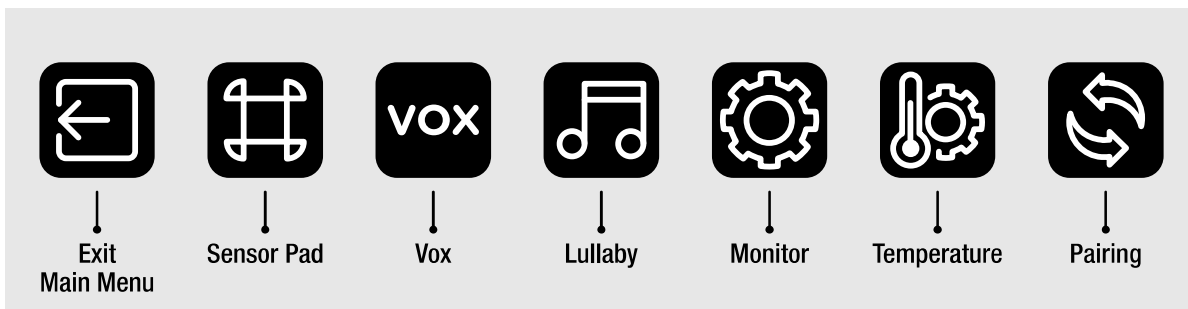 VOX
Exit
Main Menu
Sensor Pad
Vox
Lullaby
Monitor
Temperature
Pairing